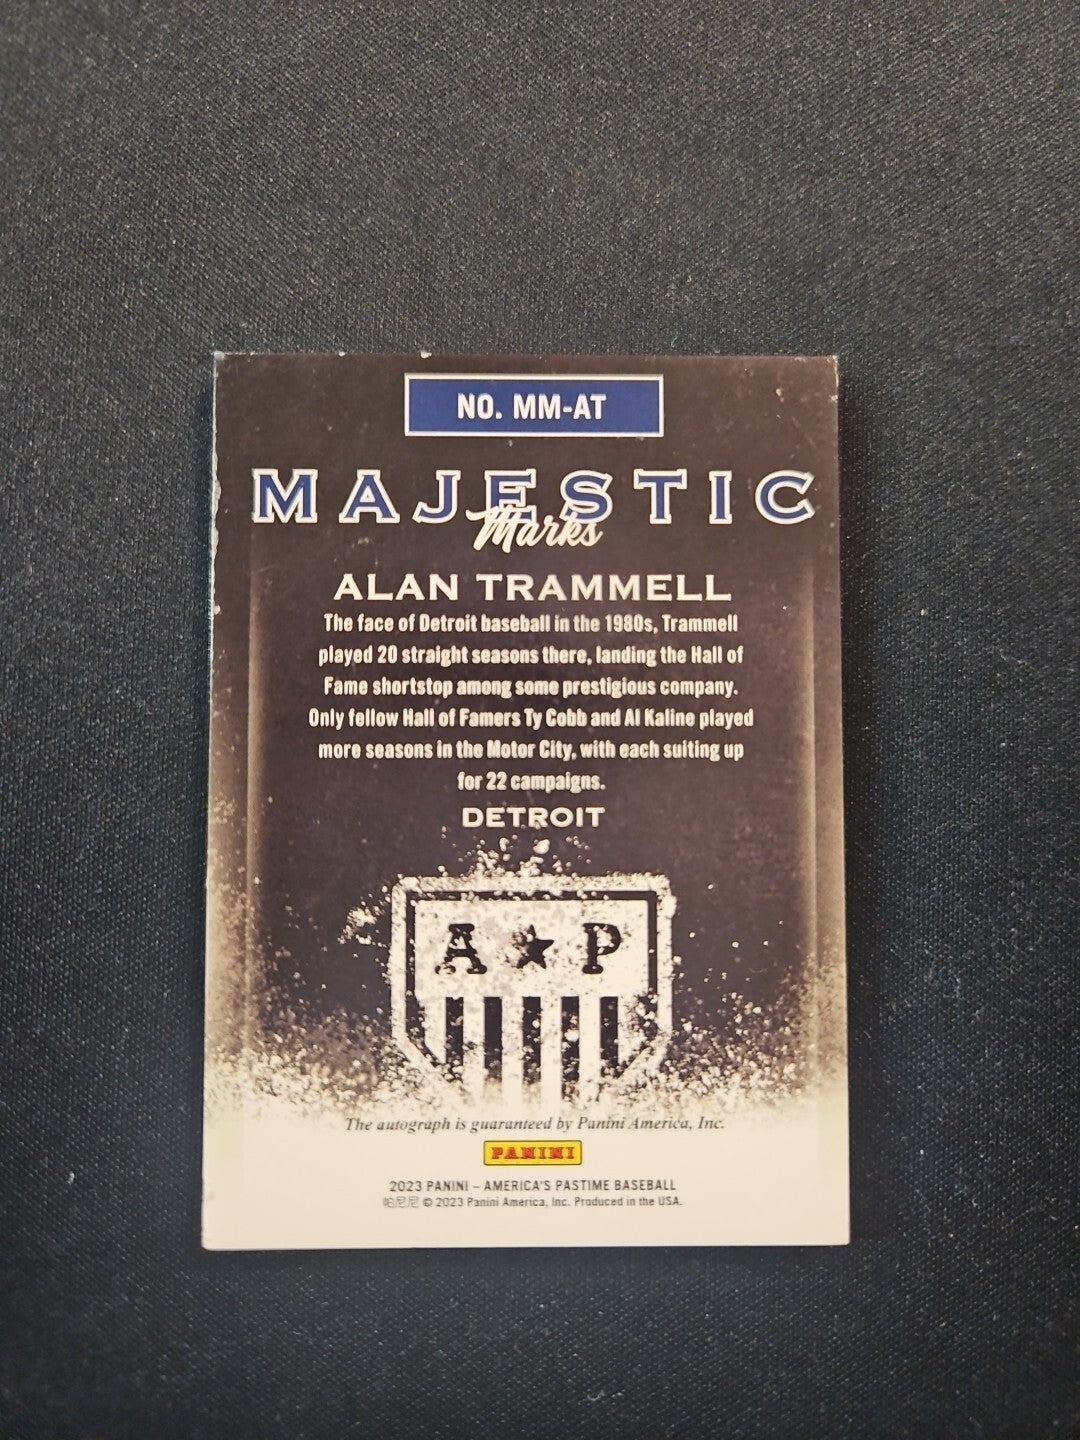 NO. MM-AT
MAJESTIC
Marks
ALAN TRAMMELL
The face of Detroit baseball in the 1980s, Trammell
played 20 straight seasons there, landing the Hall of
Fame shortstop among some prestigious company.
Only fellow Hall of Famers Ty Cobb and Al Kaline played
more seasons in the Motor City, with each suiting up
for 22 campaigns.
DETROIT
A★P
The autograph is guaranteed by Panini America, Inc.
PANINI
2023 PANINI – AMERICA'S PASTIME BASEBALL
帕尼尼 © 2023 Panini America, Inc. Produced in the USA.